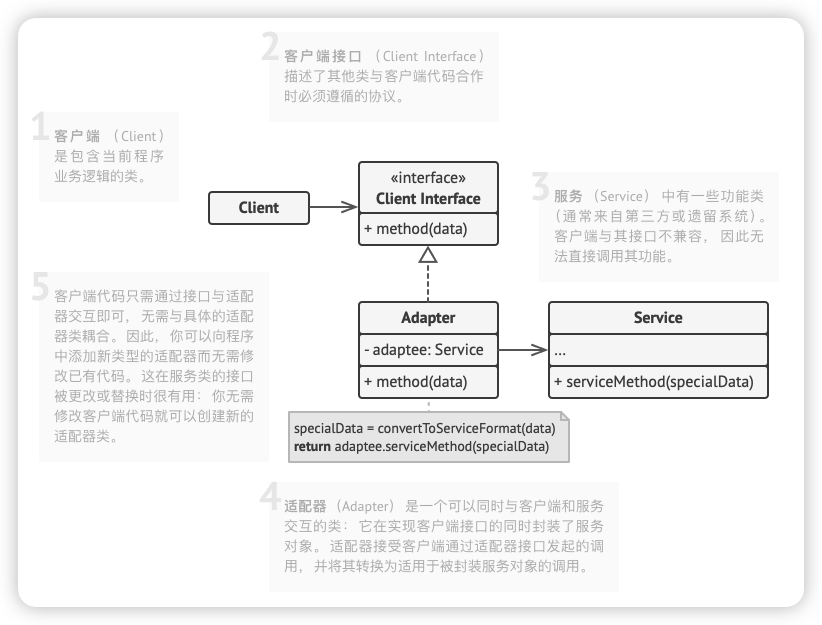 2
客户端接口 （Client Interface）
描述了其他类与客户端代码合作
时必须遵循的协议。
1
客户端 （Client）
是包含当前程序
业务逻辑的类。
Client
«interface»
Client Interface
+ method(data)
3
服务 （Service） 中有一些功能类
（通常来自第三方或遗留系统）。
客户端与其接口不兼容， 因此无
法直接调用其功能。
5
客户端代码只需通过接口与适配
器交互即可， 无需与具体的适配
器类耦合。 因此， 你可以向程序
中添加新类型的适配器而无需修
改已有代码。 这在服务类的接口
被更改或替换时很有用： 你无需
修改客户端代码就可以创建新的
适配器类。
Adapter
- adaptee: Service
+ method(data)
Service
...
+ serviceMethod(specialData)
specialData = convertToServiceFormat(data)
return adaptee.serviceMethod(specialData)
4
适配器 （Adapter） 是一个可以同时与客户端和服务
交互的类： 它在实现客户端接口的同时封装了服务
对象。 适配器接受客户端通过适配器接口发起的调
用， 并将其转换为适用于被封装服务对象的调用。